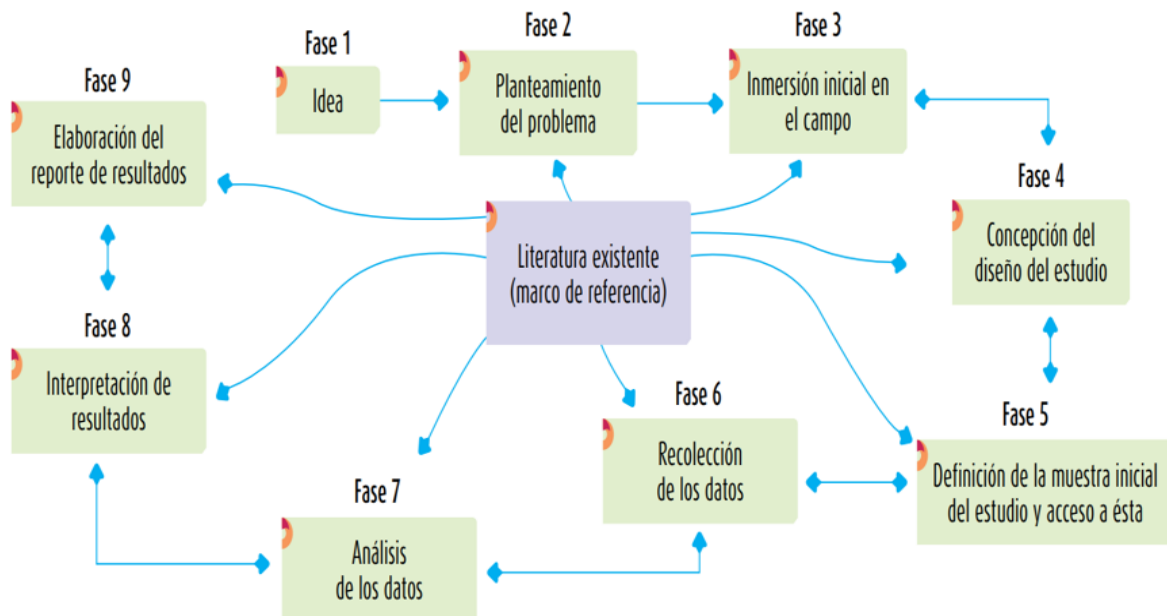 Fase 1
Idea
Fase 2
Planteamiento
del problema
Fase 3
Inmersión inicial en
el campo
Fase 4
Concepción del
diseño del estudio
Fase 5
Definición de la muestra inicial
del estudio y acceso a ésta
Fase 6
Recolección
de los datos
Fase 7
Análisis
de los datos
Fase 8
Interpretación de
resultados
Fase 9
Elaboración del
reporte de resultados
Literatura existente
(marco de referencia)